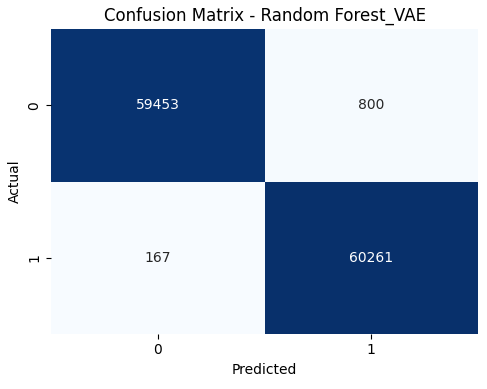 Confusion Matrix - Random Forest_VAE
Actual
0
59453
800
1
167
60261
0
1
Predicted